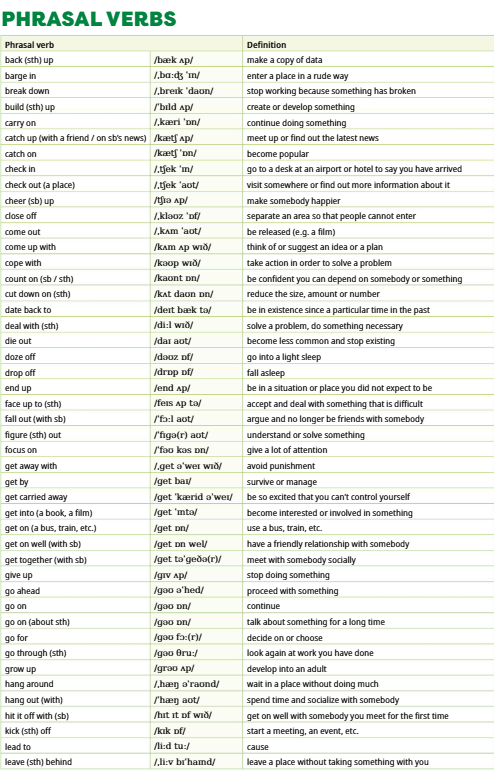 PHRASAL VERBS
Phrasal verb Definition
back (sth) up /bæk ʌp/ make a copy of data
barge in /ˌbɑːdʒ ˈɪn/ enter a place in a rude way
break down /ˌbreɪk ˈdaʊn/ stop working because something has broken
build (sth) up /ˈbɪld ʌp/ create or develop something
carry on /ˌkæri ˈɒn/ continue doing something
catch up (with a friend / on sb's news) /kætʃ ʌp/ meet up or find out the latest news
catch on /kætʃ ˈɒn/ become popular
check in /ˌtʃek ˈɪn/ go to a desk at an airport or hotel to say you have arrived
check out (a place) /ˌtʃek ˈaʊt/ visit somewhere or find out more information about it
cheer (sb) up /tʃɪə ʌp/ make somebody happier
close off /ˌkləʊz ˈɒf/ separate an area so that people cannot enter
come out /ˌkʌm ˈaʊt/ be released (e.g. a film)
come up with /kʌm ʌp wɪð/ think of or suggest an idea or a plan
cope with /kəʊp wɪð/ take action in order to solve a problem
count on (sb / sth) /kaʊnt ɒn/ be confident you can depend on somebody or something
cut down on (sth) /kʌt daʊn ɒn/ reduce the size, amount or number
date back to /deɪt bæk tə/ be in existence since a particular time in the past
deal with (sth) /diːl wɪð/ solve a problem, do something necessary
die out /daɪ aʊt/ become less common and stop existing
doze off /dəʊz ɒf/ go into a light sleep
drop off /drɒp ɒf/ fall asleep
end up /end ʌp/ be in a situation or place you did not expect to be
face up to (sth) /feɪs ʌp tə/ accept and deal with something that is difficult
fall out (with sb) /ˈfɔːl aʊt/ argue and no longer be friends with somebody
figure (sth) out /ˈfɪgə(r) aʊt/ understand or solve something
focus on /ˈfəʊ kəs ɒn/ give a lot of attention
get away with /ˌget əˈweɪ wɪð/ avoid punishment
get by /get baɪ/ survive or manage
get carried away /get ˈkærid əˈweɪ/ be so excited that you can't control yourself
get into (a book, a film) /get ˈɪntə/ become interested or involved in something
get on (a bus, train, etc.) /get ɒn/ use a bus, train, etc.
get on well (with sb) /get ɒn wel/ have a friendly relationship with somebody
get together (with sb) /get təˈgeðə(r)/ meet with somebody socially
give up /gɪv ʌp/ stop doing something
go ahead /gəʊ əˈhed/ proceed with something
go on /gəʊ ɒn/ continue
go on (about sth) /gəʊ ɒn/ talk about something for a long time
go for /gəʊ fɔː(r)/ decide on or choose
go through (sth) /gəʊ θruː/ look again at work you have done
grow up /grəʊ ʌp/ develop into an adult
hang around /ˌhæŋ əˈraʊnd/ wait in a place without doing much
hang out (with) /ˈhæŋ aʊt/ spend time and socialize with somebody
hit it off with (sb) /hɪt ɪt ɒf wɪð/ get on well with somebody you meet for the first time
kick (sth) off /kɪk ɒf/ start a meeting, an event, etc.
lead to /liːd tuː/ cause
leave (sth) behind /ˌliːv bɪˈhaɪnd/ leave a place without taking something with you